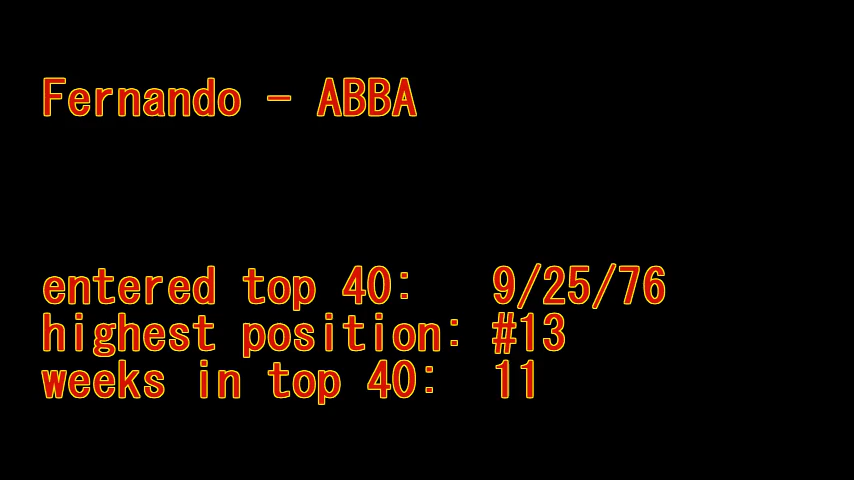 Fernando - ABBA
entered top 40: 9/25/76
highest position: #13
weeks in top 40: 11